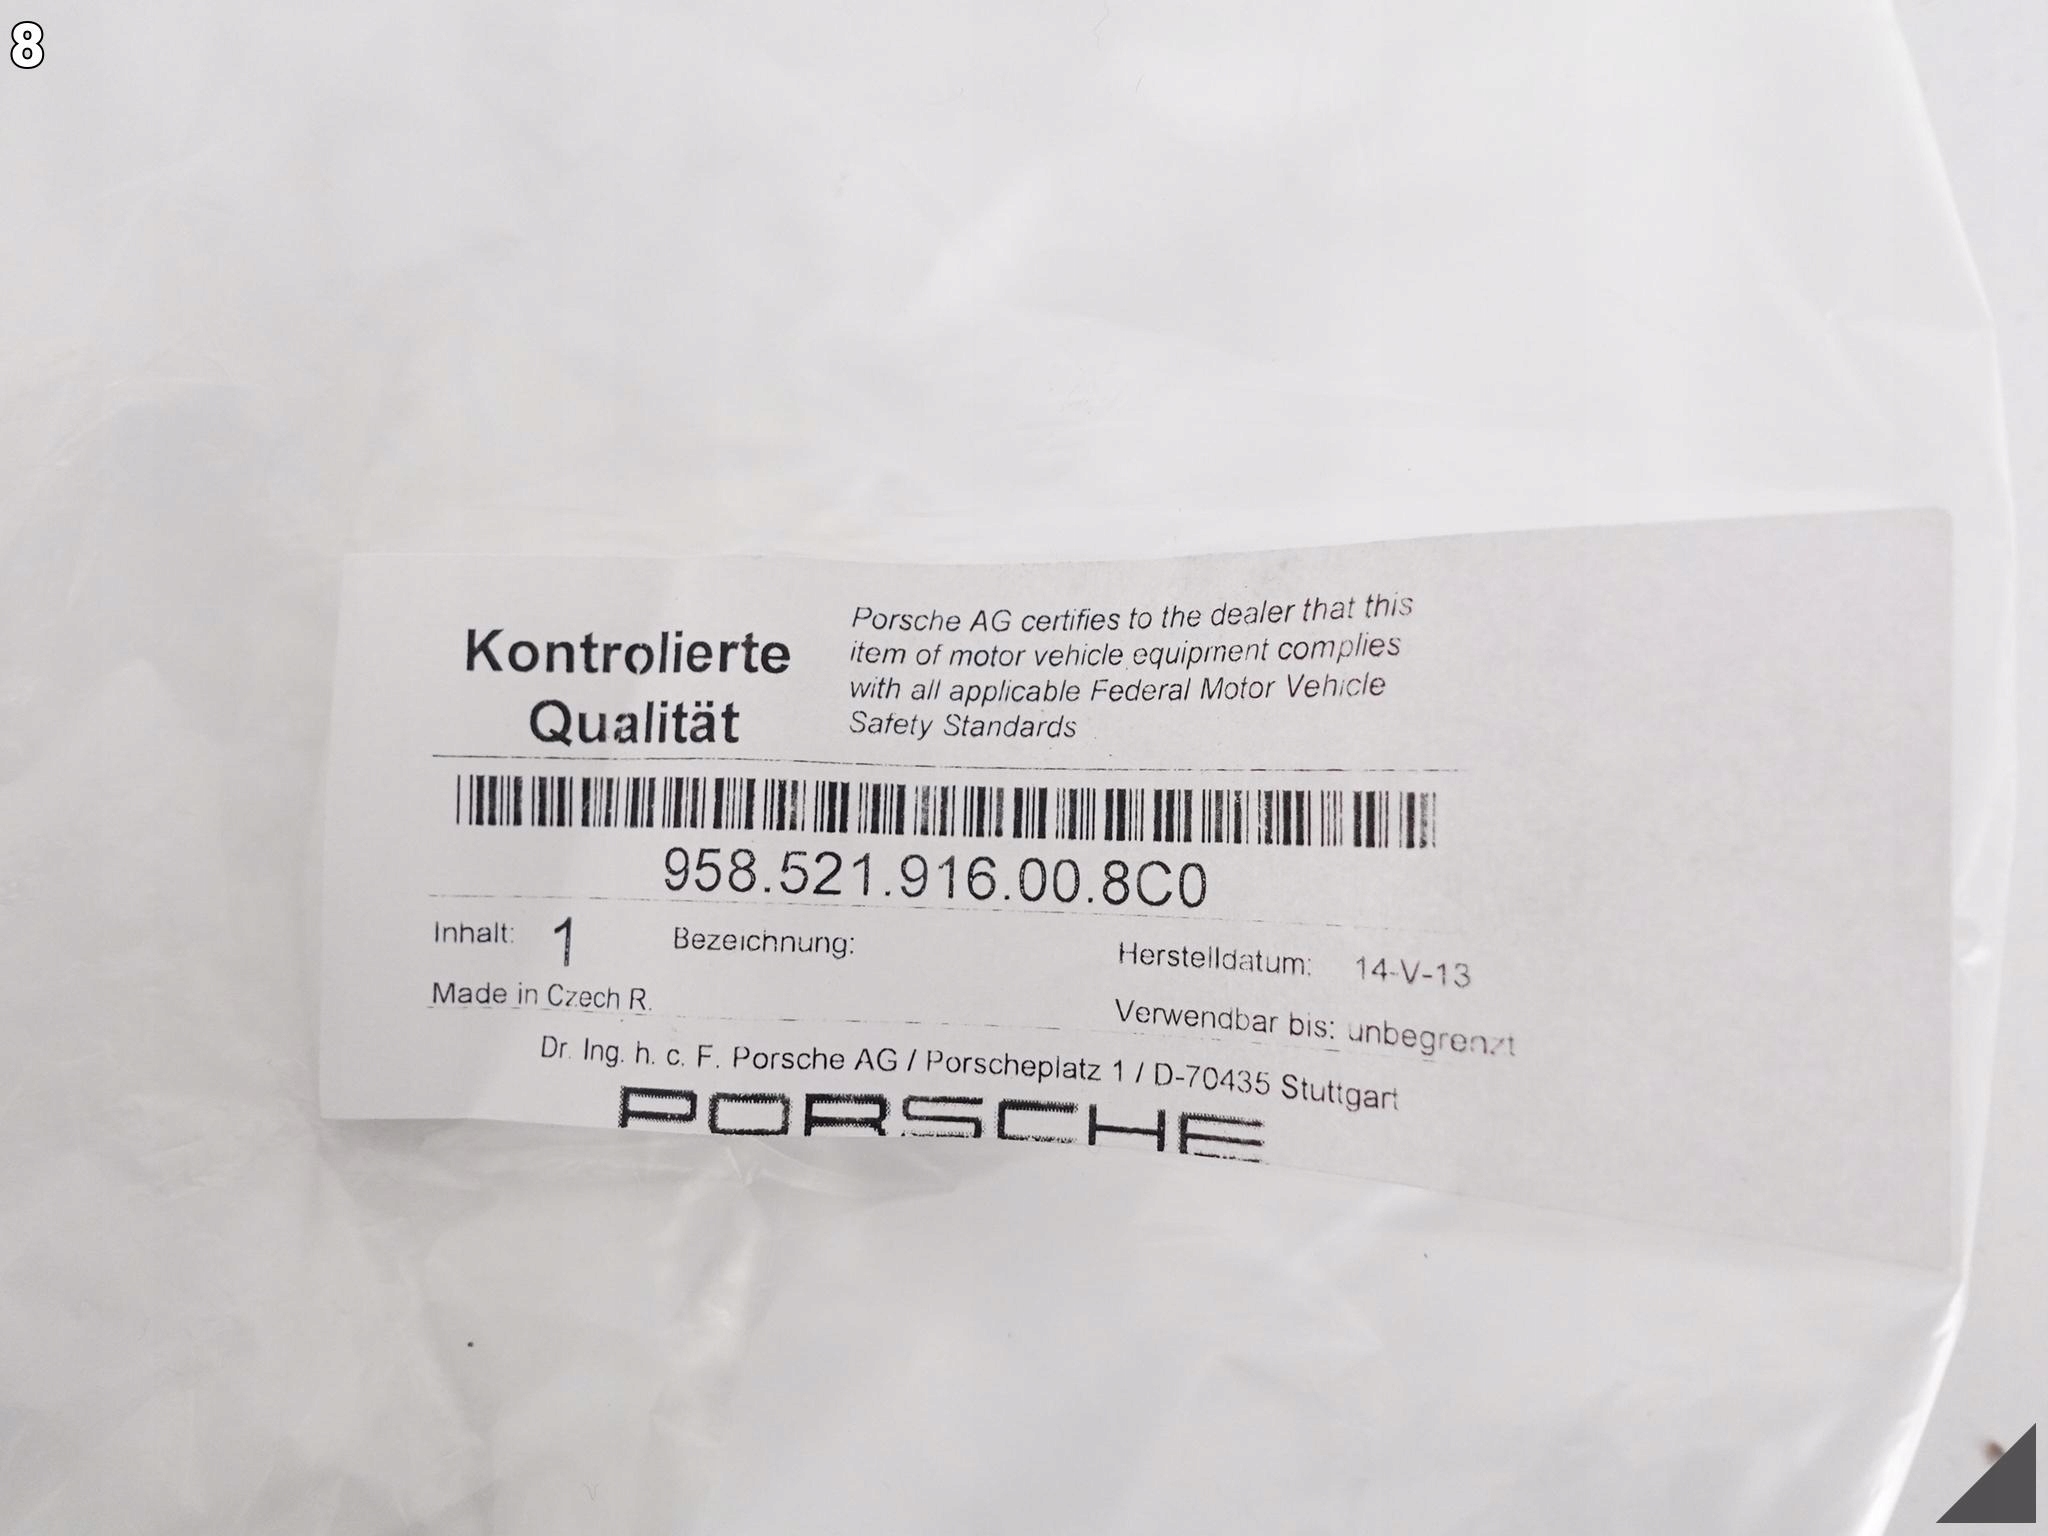 8
Kontrolierte
Qualität
Porsche AG certifies to the dealer that this
item of motor vehicle equipment complies
with all applicable Federal Motor Vehicle
Safety Standards
958.521.916.00.8C0
Inhalt: 1 Bezeichnung: Herstelldatum: 14-V-13
Made in Czech R. Verwendbar bis: unbegrenzt
Dr. Ing. h. c. F. Porsche AG / Porscheplatz 1 / D-70435 Stuttgart
PORSCHE